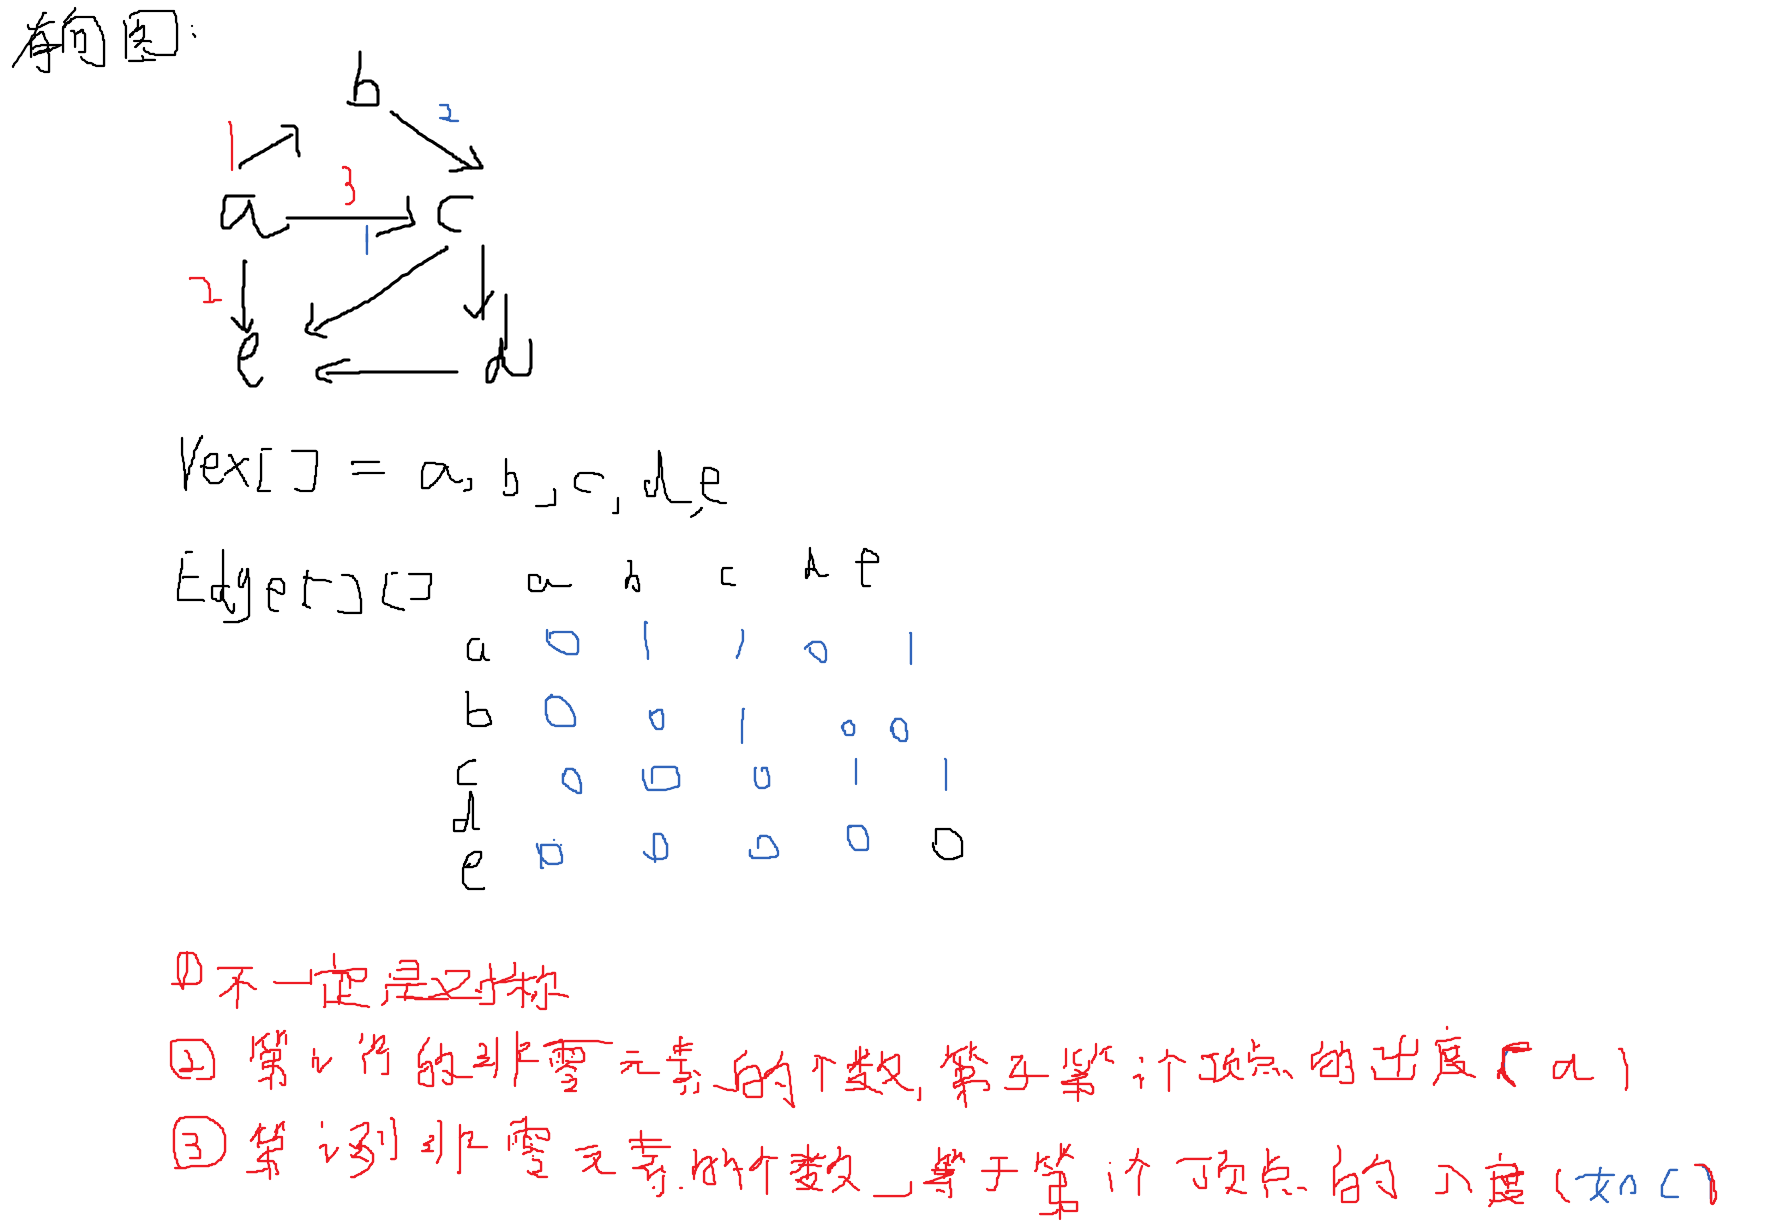 有向图:
b
1 2
3
a c
1
2
e d
Vex[] = a, b, c, d, e
Edge[][] a b c d e
a 0 1 1 0 1
b 0 0 1 0 0
c 0 0 0 1 1
d
e 0 0 0 0 0
① 不一定是对称
② 第i行的非零元素的个数,等于第i个顶点的出度(a)
③ 第i列非零元素的个数,等于第i个顶点的入度(如c)